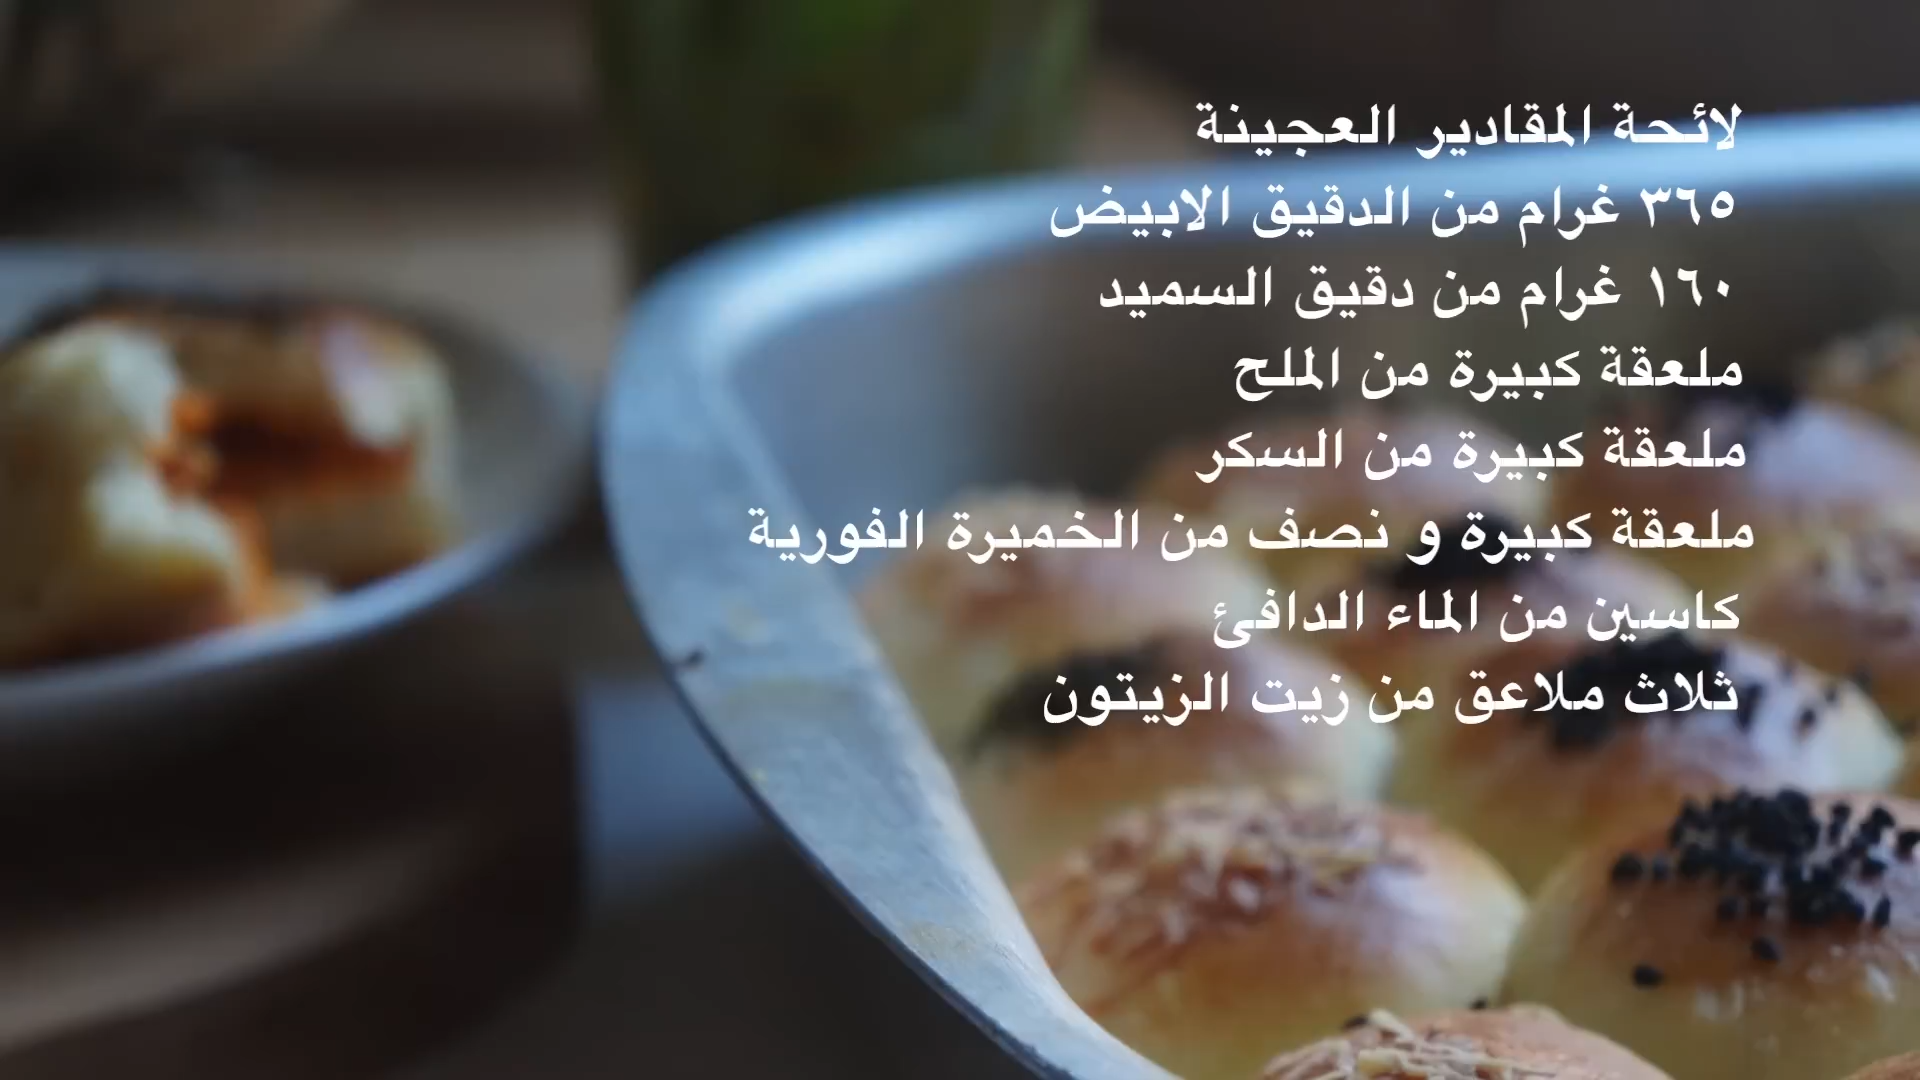 لائحة المقادير العجينة
٣٦٥ غرام من الدقيق الابيض
١٦٠ غرام من دقيق السميد
ملعقة كبيرة من الملح
ملعقة كبيرة من السكر
ملعقة كبيرة و نصف من الخميرة الفورية
كاسين من الماء الدافئ
ثلاث ملاعق من زيت الزيتون